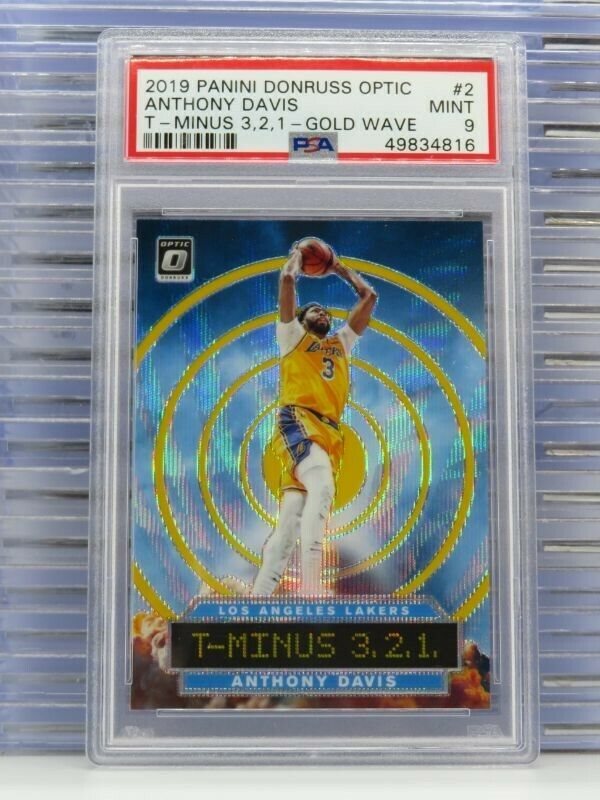 2019 PANINI DONRUSS OPTIC #2
ANTHONY DAVIS MINT
T-MINUS 3,2,1-GOLD WAVE 9
PSA 49834816
OPTIC
DONRUSS
Lakers
3
LOS ANGELES LAKERS
T-MINUS 3.2.1.
ANTHONY DAVIS